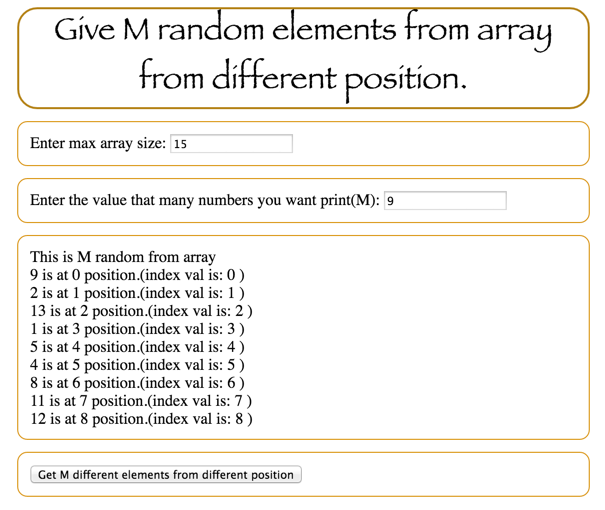 Give M random elements from array
from different position.
Enter max array size: 15
Enter the value that many numbers you want print(M): 9
This is M random from array
9 is at 0 position.(index val is: 0 )
2 is at 1 position.(index val is: 1 )
13 is at 2 position.(index val is: 2 )
1 is at 3 position.(index val is: 3 )
5 is at 4 position.(index val is: 4 )
4 is at 5 position.(index val is: 5 )
8 is at 6 position.(index val is: 6 )
11 is at 7 position.(index val is: 7 )
12 is at 8 position.(index val is: 8 )
Get M different elements from different position